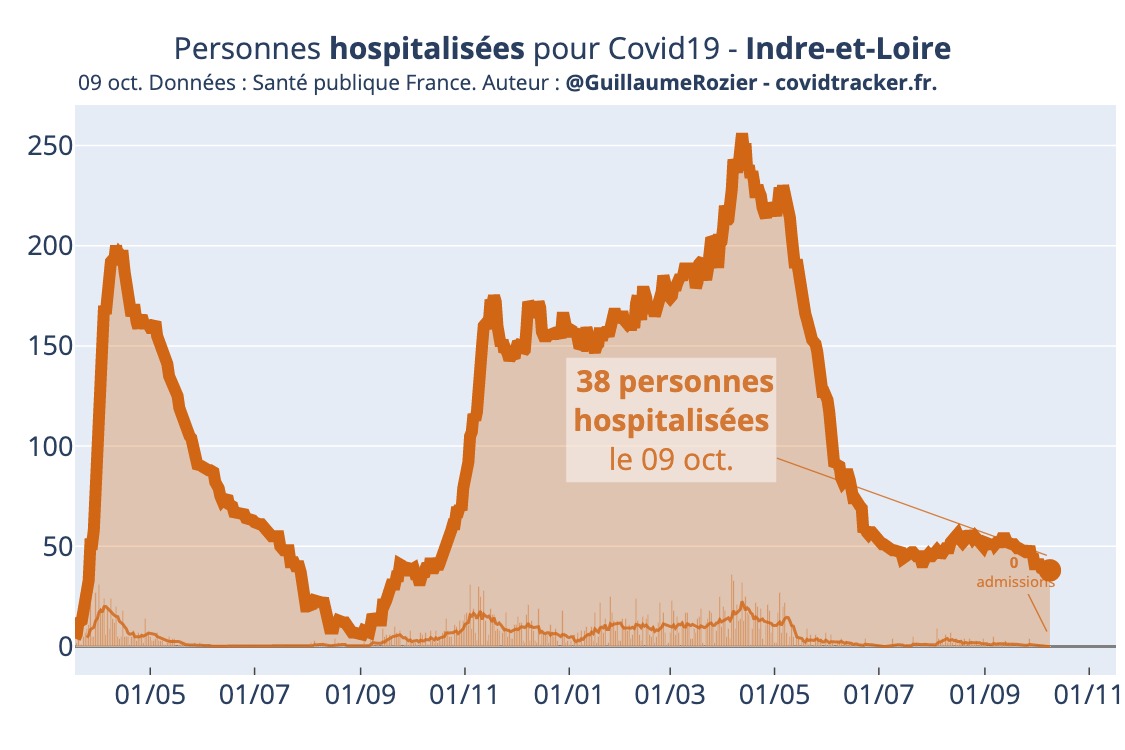 Personnes hospitalisées pour Covid19 - Indre-et-Loire
09 oct. Données : Santé publique France. Auteur : @GuillaumeRozier - covidtracker.fr.
250
200
150
100
50
0
38 personnes
hospitalisées
le 09 oct.
0
admissions
01/05 01/07 01/09 01/11 01/01 01/03 01/05 01/07 01/09 01/11